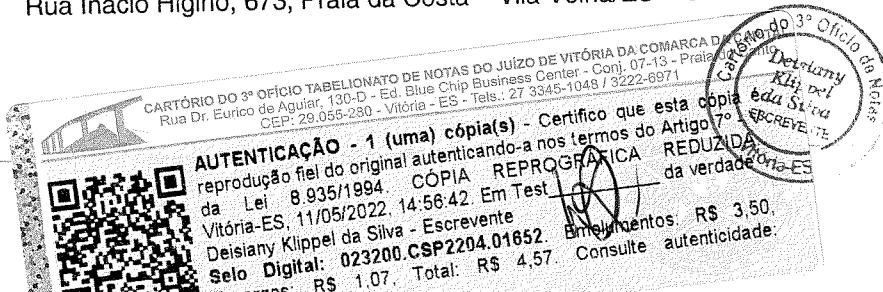 Rua Inácio Higino, 673, Praia da Costa – Vila Velha/ES
CARTÓRIO DO 3º OFÍCIO TABELIONATO DE NOTAS DO JUÍZO DE VITÓRIA DA COMARCA DA
Rua Dr. Eurico de Aguiar, 130-D - Ed. Blue Chip Business Center - Conj. 07-13 - Praia do Canto
CEP: 29.055-280 - Vitória - ES - Tels.: 27 3345-1048 / 3222-6971
AUTENTICAÇÃO - 1 (uma) cópia(s) - Certifico que esta cópia é
reprodução fiel do original autenticando-a nos termos do Artigo 7º
da Lei 8.935/1994. CÓPIA REPROGRÁFICA REDUZIDA
Vitória-ES, 11/05/2022, 14:56:42. Em Test da verdade
Deisiany Klippel da Silva - Escrevente
Selo Digital: 023200.CSP2204.01652. Emolumentos: R$ 3,50,
R$ 1,07, Total: R$ 4,57 Consulte autenticidade:
Cartório do 3º Ofício de Notas
Deisiany
Klippel
da Silva
ESCREVENTE
Vitória-ES